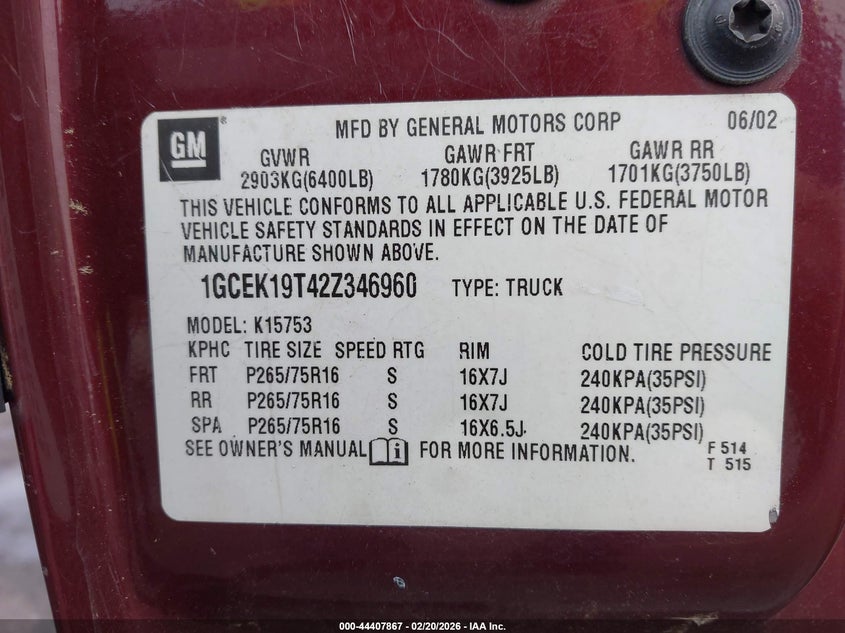 GM
MFD BY GENERAL MOTORS CORP 06/02
GVWR GAWR FRT GAWR RR
2903KG(6400LB) 1780KG(3925LB) 1701KG(3750LB)
THIS VEHICLE CONFORMS TO ALL APPLICABLE U.S. FEDERAL MOTOR
VEHICLE SAFETY STANDARDS IN EFFECT ON THE DATE OF
MANUFACTURE SHOWN ABOVE.
1GCEK19T42Z346960 TYPE: TRUCK
MODEL: K15753
KPHC TIRE SIZE SPEED RTG RIM COLD TIRE PRESSURE
FRT P265/75R16 S 16X7J 240KPA(35PSI)
RR P265/75R16 S 16X7J 240KPA(35PSI)
SPA P265/75R16 S 16X6.5J 240KPA(35PSI)
SEE OWNER'S MANUAL i FOR MORE INFORMATION.
F 514
T 515
000-44407867 - 02/20/2026 - IAA Inc.